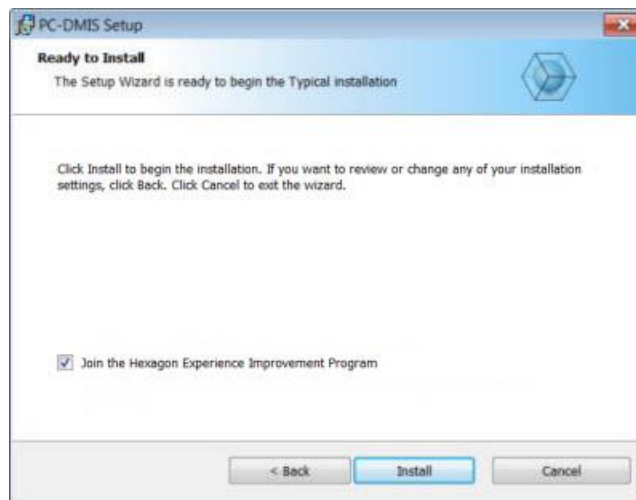 PC-DMIS Setup
Ready to Install
The Setup Wizard is ready to begin the Typical installation
Click Install to begin the installation. If you want to review or change any of your installation
settings, click Back. Click Cancel to exit the wizard.
Join the Hexagon Experience Improvement Program
< Back
Install
Cancel